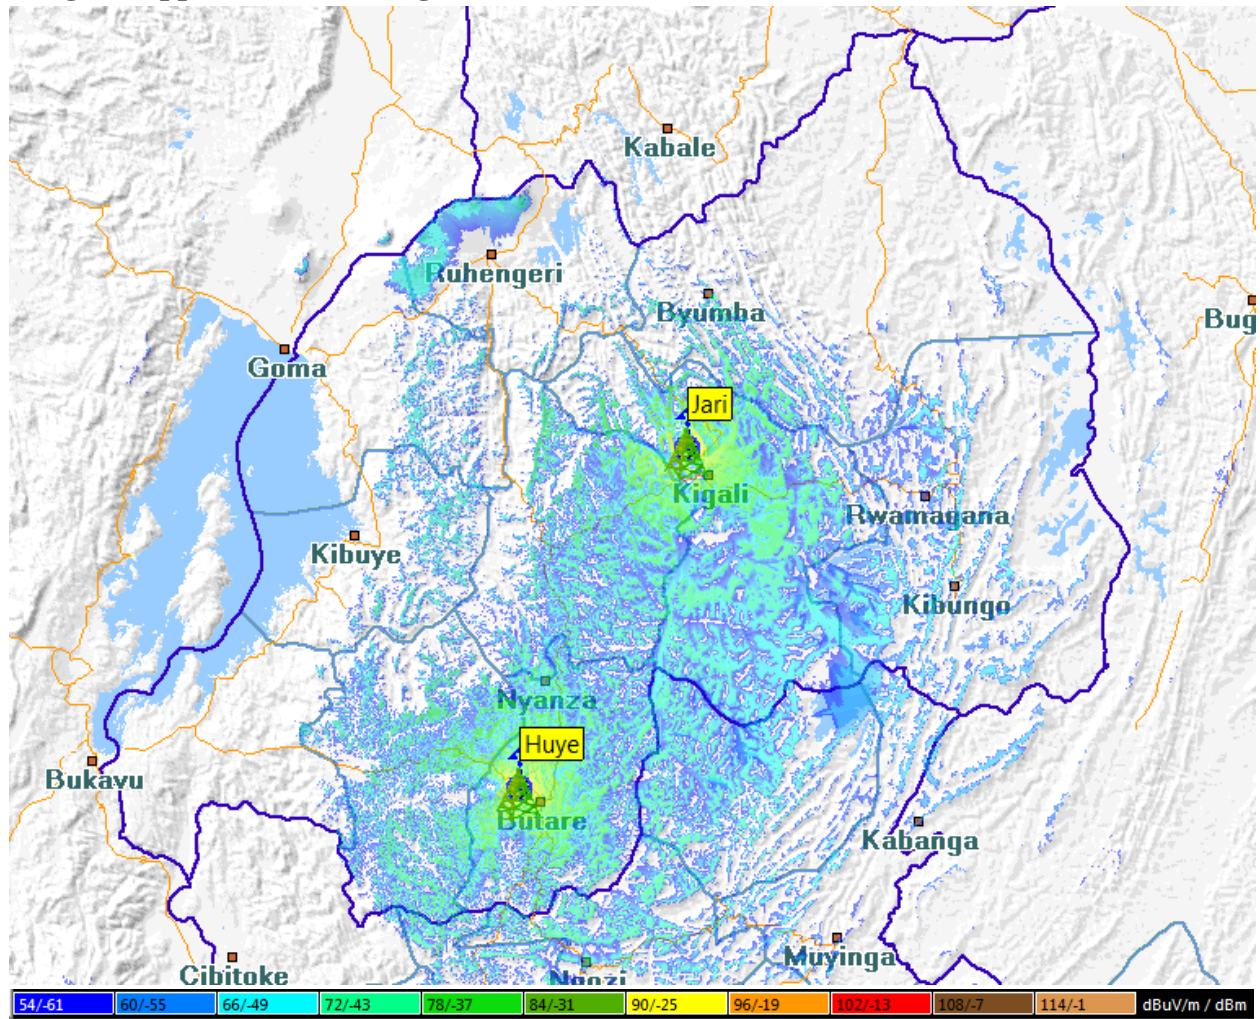 Kabale
Ruhengeri
Byumba
Bug
Goma
Jari
Kigali
Rwamagana
Kibuye
Kibungo
Nyanza
Huye
Bukavu
Butare
Kabanga
Muyinga
Cibitoke
Ngozi
54/-61 60/-55 66/-49 72/-43 78/-37 84/-31 90/-25 96/-19 102/-13 108/-7 114/-1 dBuV/m / dBm